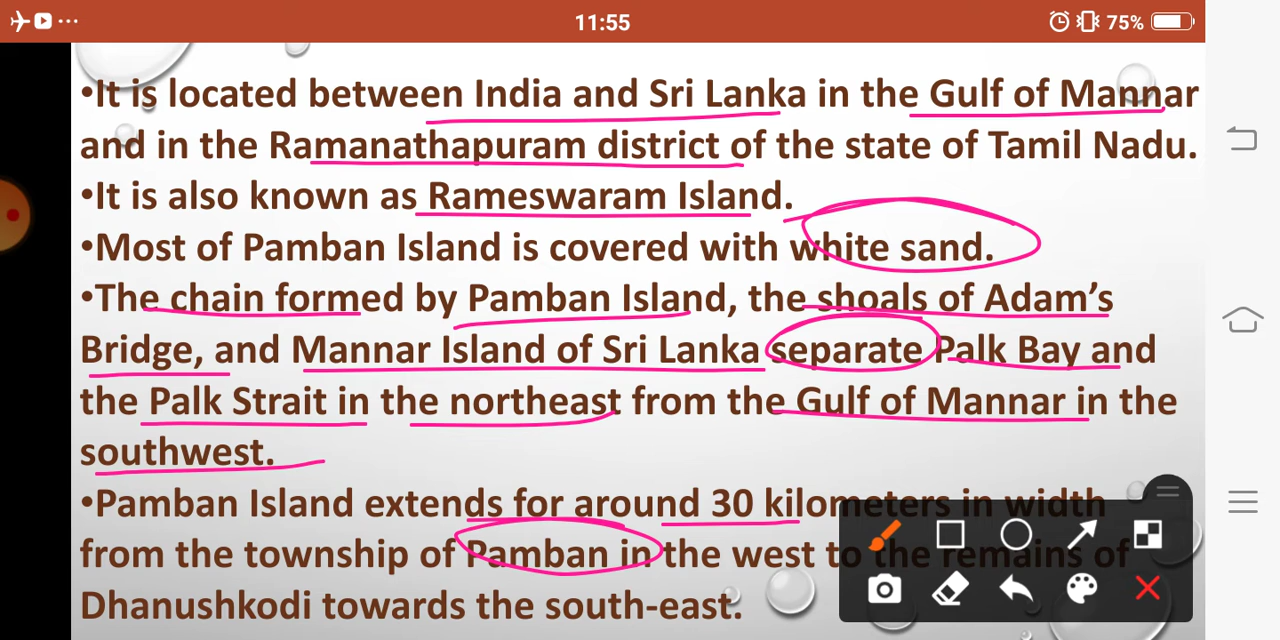 11:55
75%
•It is located between India and Sri Lanka in the Gulf of Mannar
and in the Ramanathapuram district of the state of Tamil Nadu.
•It is also known as Rameswaram Island.
•Most of Pamban Island is covered with white sand.
•The chain formed by Pamban Island, the shoals of Adam’s
Bridge, and Mannar Island of Sri Lanka separate Palk Bay and
the Palk Strait in the northeast from the Gulf of Mannar in the
southwest.
•Pamban Island extends for around 30 kilometers in width
from the township of Pamban in the west to the remains of
Dhanushkodi towards the south-east.